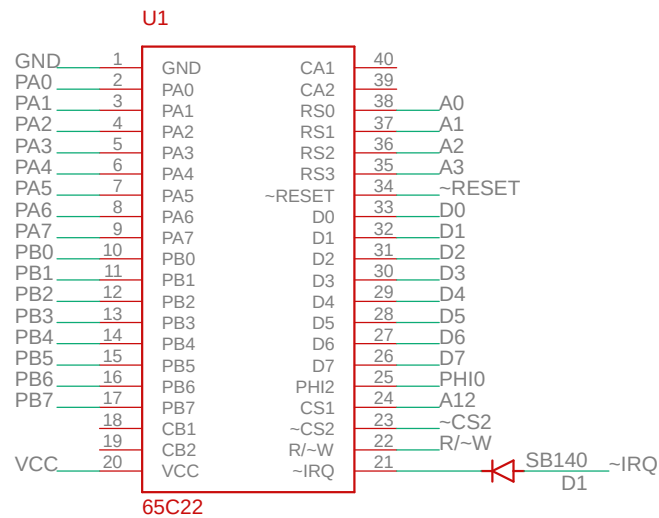 U1
GND 1 GND CA1 40
PA0 2 PA0 CA2 39
PA1 3 PA1 RS0 38 A0
PA2 4 PA2 RS1 37 A1
PA3 5 PA3 RS2 36 A2
PA4 6 PA4 RS3 35 A3
PA5 7 PA5 ~RESET 34 ~RESET
PA6 8 PA6 D0 33 D0
PA7 9 PA7 D1 32 D1
PB0 10 PB0 D2 31 D2
PB1 11 PB1 D3 30 D3
PB2 12 PB2 D4 29 D4
PB3 13 PB3 D5 28 D5
PB4 14 PB4 D6 27 D6
PB5 15 PB5 D7 26 D7
PB6 16 PB6 PHI2 25 PHI0
PB7 17 PB7 CS1 24 A12
18 CB1 ~CS2 23 ~CS2
19 CB2 R/~W 22 R/~W
VCC 20 VCC ~IRQ 21 SB140 ~IRQ
D1
65C22